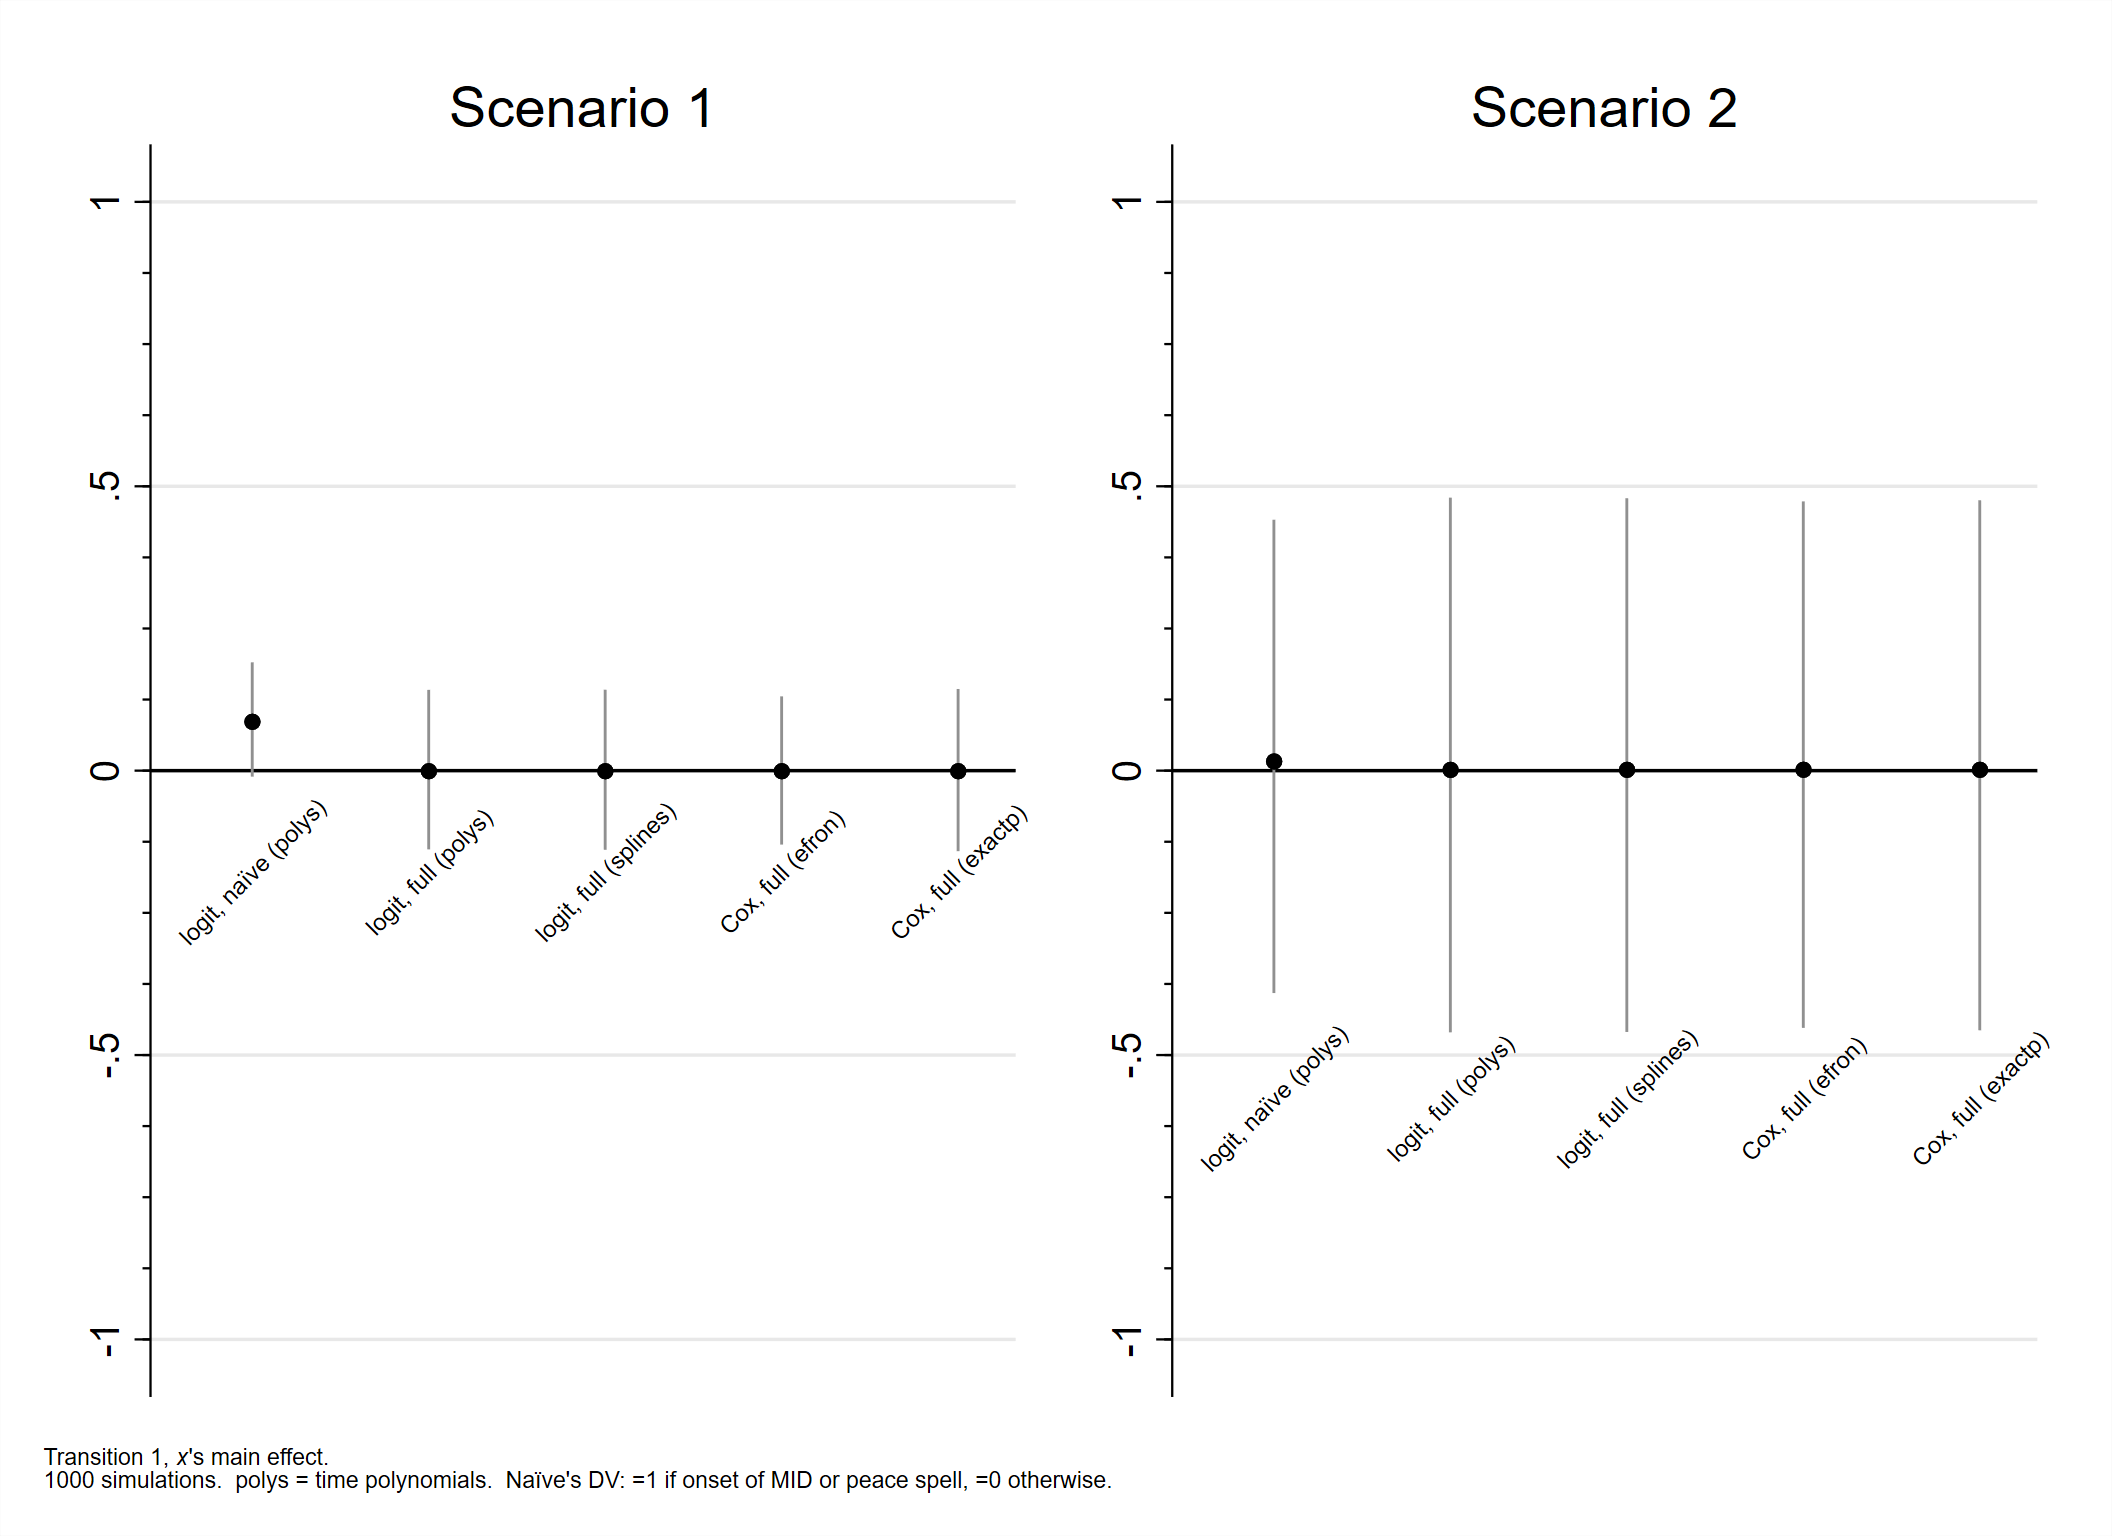 Scenario 1
1
.5
0
-.5
-1
logit, naïve (polys)
logit, full (polys)
logit, full (splines)
Cox, full (efron)
Cox, full (exactp)
Scenario 2
1
.5
0
-.5
-1
logit, naïve (polys)
logit, full (polys)
logit, full (splines)
Cox, full (efron)
Cox, full (exactp)
Transition 1, x's main effect.
1000 simulations.  polys = time polynomials.  Naïve's DV: =1 if onset of MID or peace spell, =0 otherwise.